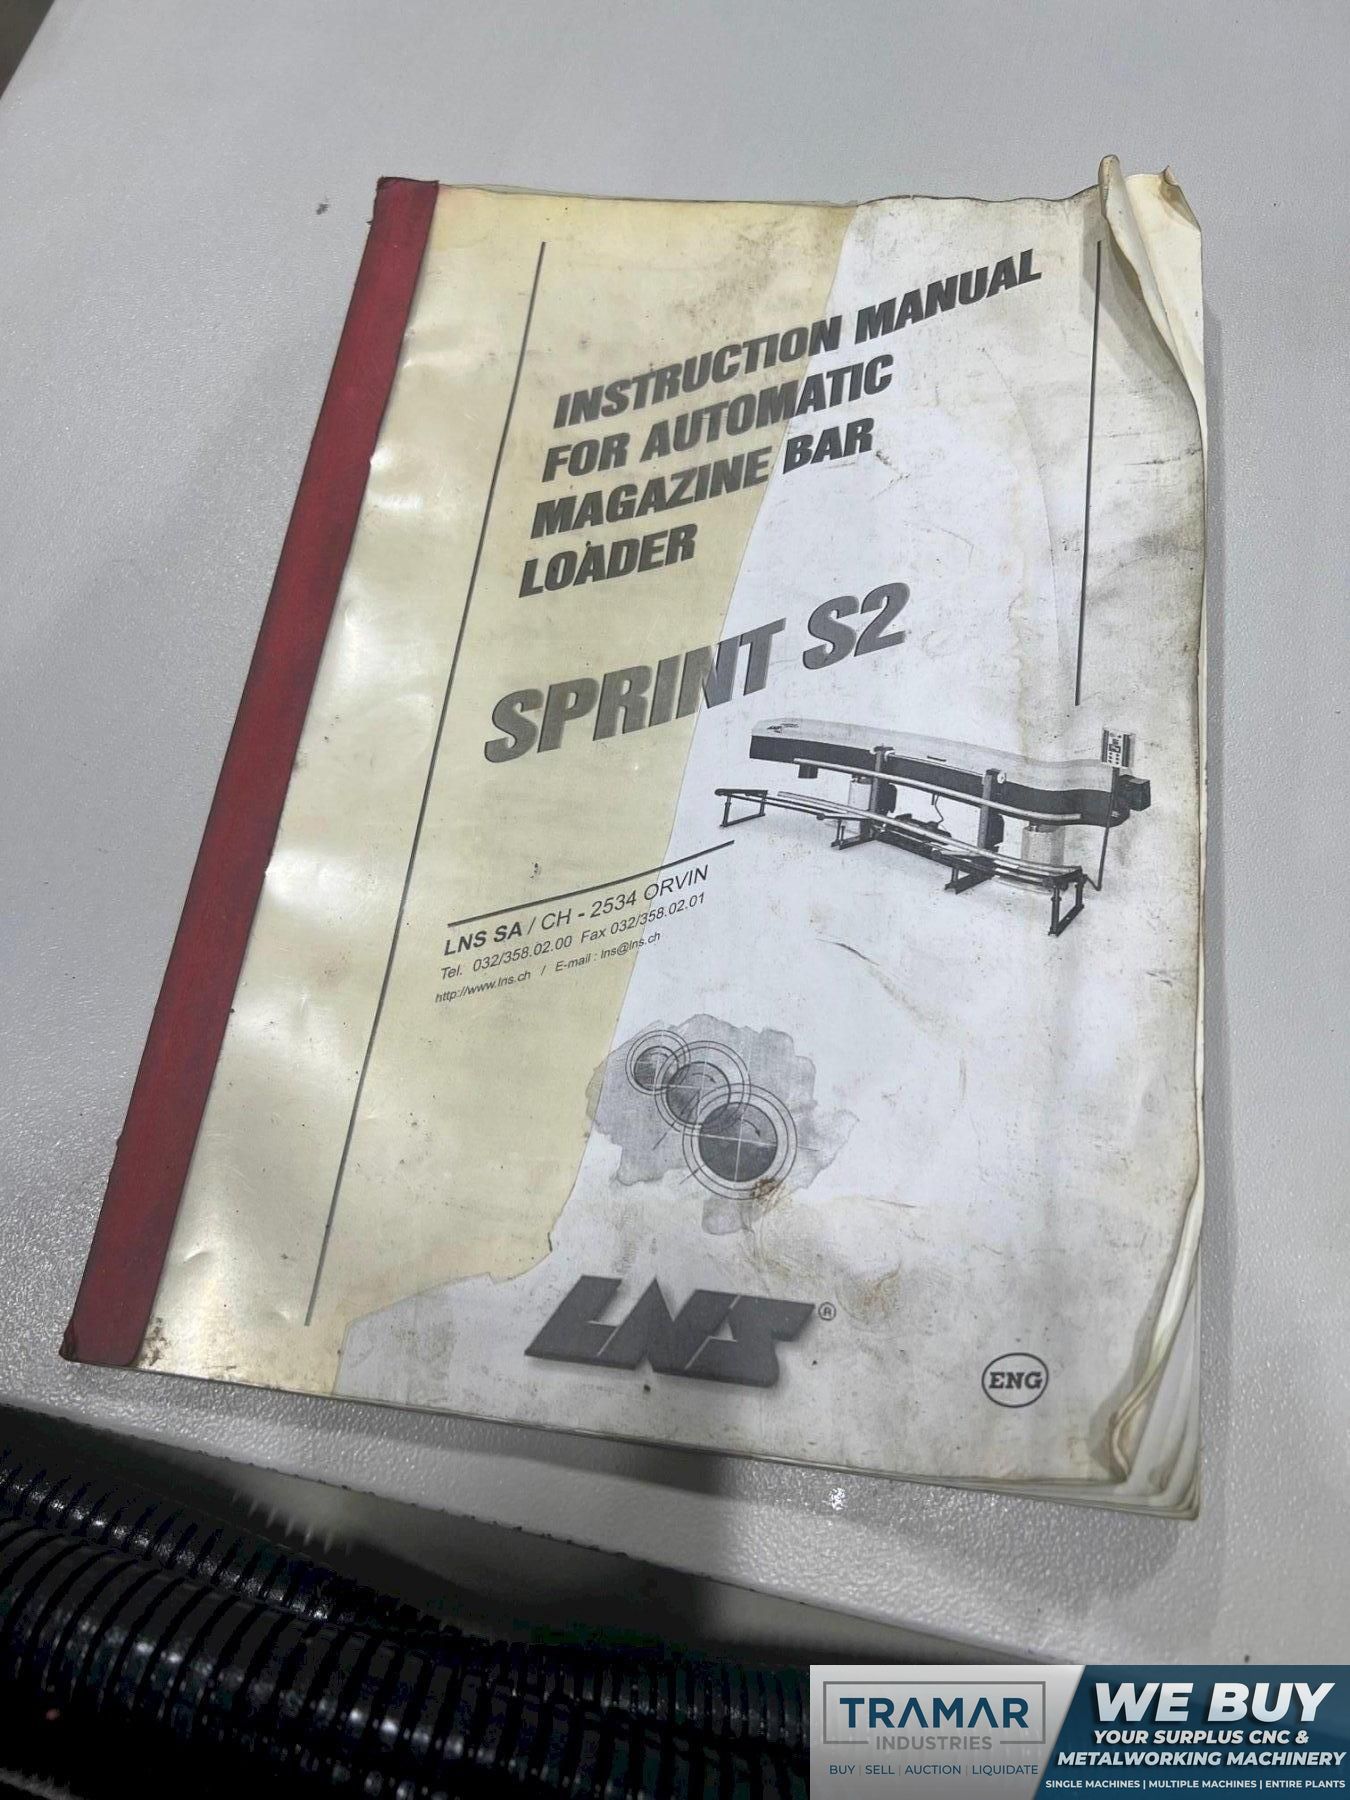 INSTRUCTION MANUAL
FOR AUTOMATIC
MAGAZINE BAR
LOADER
SPRINT S2
LNS SA / CH - 2534 ORVIN
Tel. 032/358.02.00 Fax 032/358.02.01
http://www.lns.ch / E-mail : lns@lns.ch
LNS®
ENG
TRAMAR
INDUSTRIES
BUY | SELL | AUCTION | LIQUIDATE
WE BUY
YOUR SURPLUS CNC &
METALWORKING MACHINERY
SINGLE MACHINES | MULTIPLE MACHINES | ENTIRE PLANTS